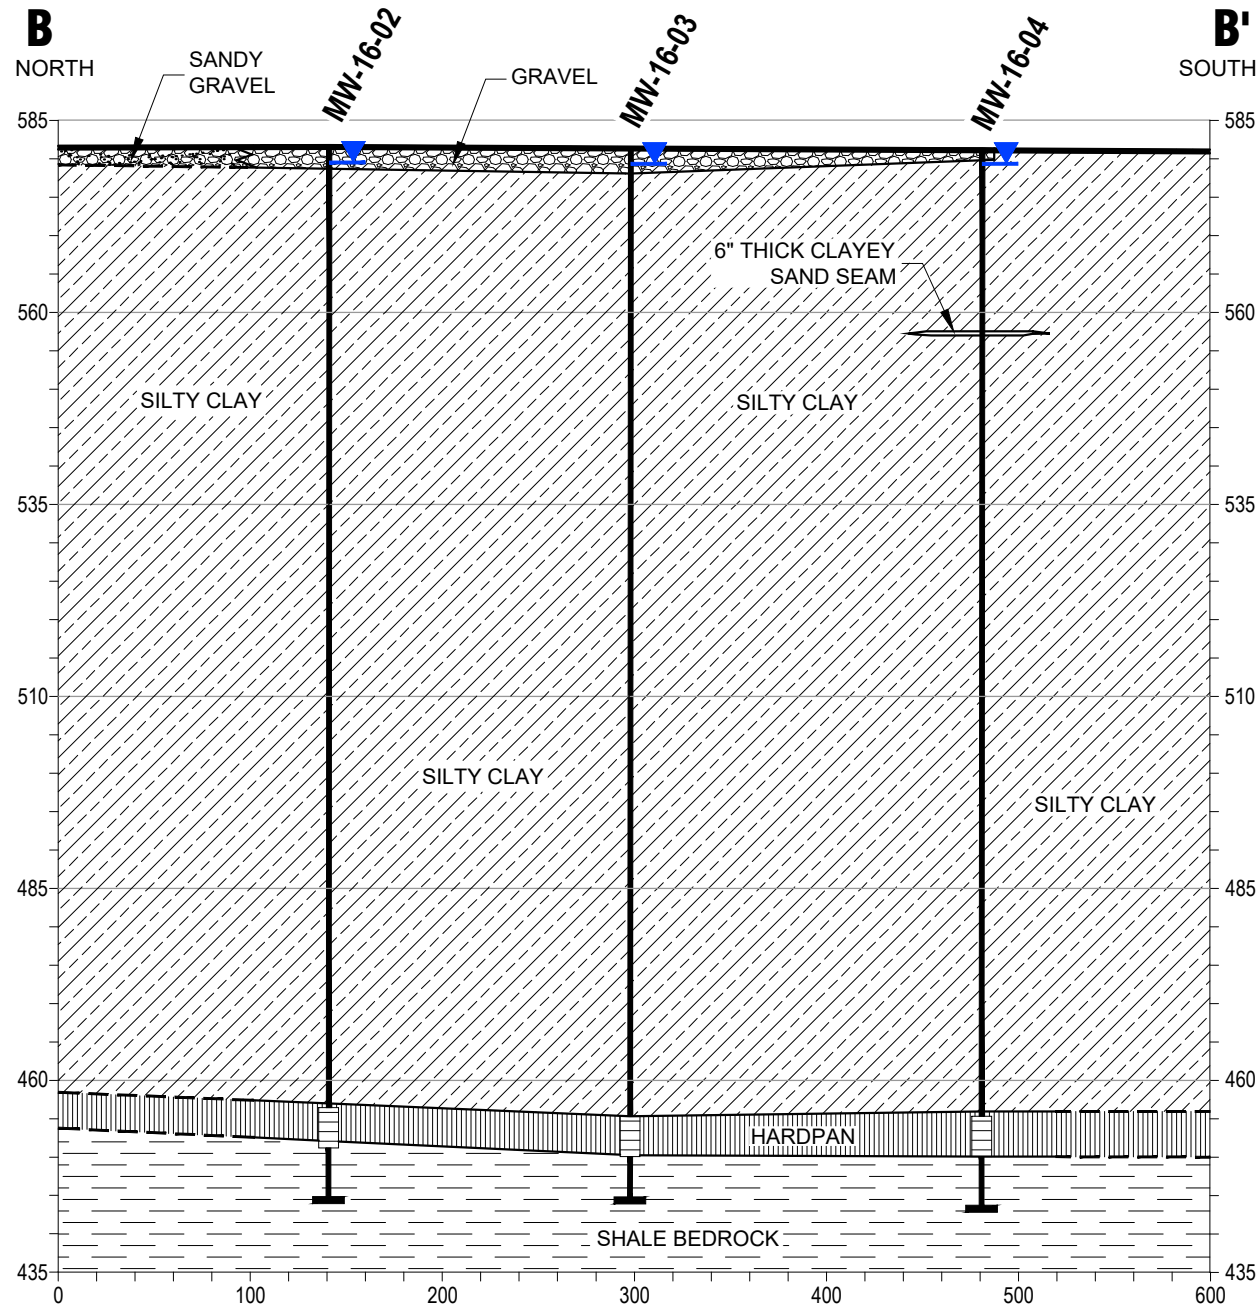 B
NORTH
SANDY
GRAVEL
MW-16-02
GRAVEL
MW-16-03
MW-16-04
B'
SOUTH
585
585
6" THICK CLAYEY
SAND SEAM
560
560
SILTY CLAY
SILTY CLAY
535
535
510
510
SILTY CLAY
SILTY CLAY
485
485
460
460
HARDPAN
SHALE BEDROCK
435
435
0
100
200
300
400
500
600